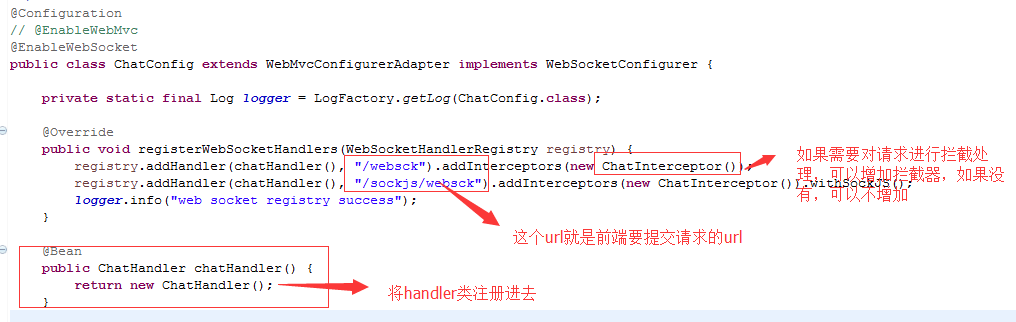 @Configuration
// @EnableWebMvc
@EnableWebSocket
public class ChatConfig extends WebMvcConfigurerAdapter implements WebSocketConfigurer {
private static final Log logger = LogFactory.getLog(ChatConfig.class);
@Override
public void registerWebSocketHandlers(WebSocketHandlerRegistry registry) {
registry.addHandler(chatHandler(), "/websck").addInterceptors(new ChatInterceptor());
registry.addHandler(chatHandler(), "/sockjs/websck").addInterceptors(new ChatInterceptor()).withSockJS();
logger.info("web socket registry success");
}
如果需要对请求进行拦截处
理，可以增加拦截器，如果没
有，可以不增加
这个url就是前端要提交请求的url
@Bean
public ChatHandler chatHandler() {
return new ChatHandler();
}
将handler类注册进去